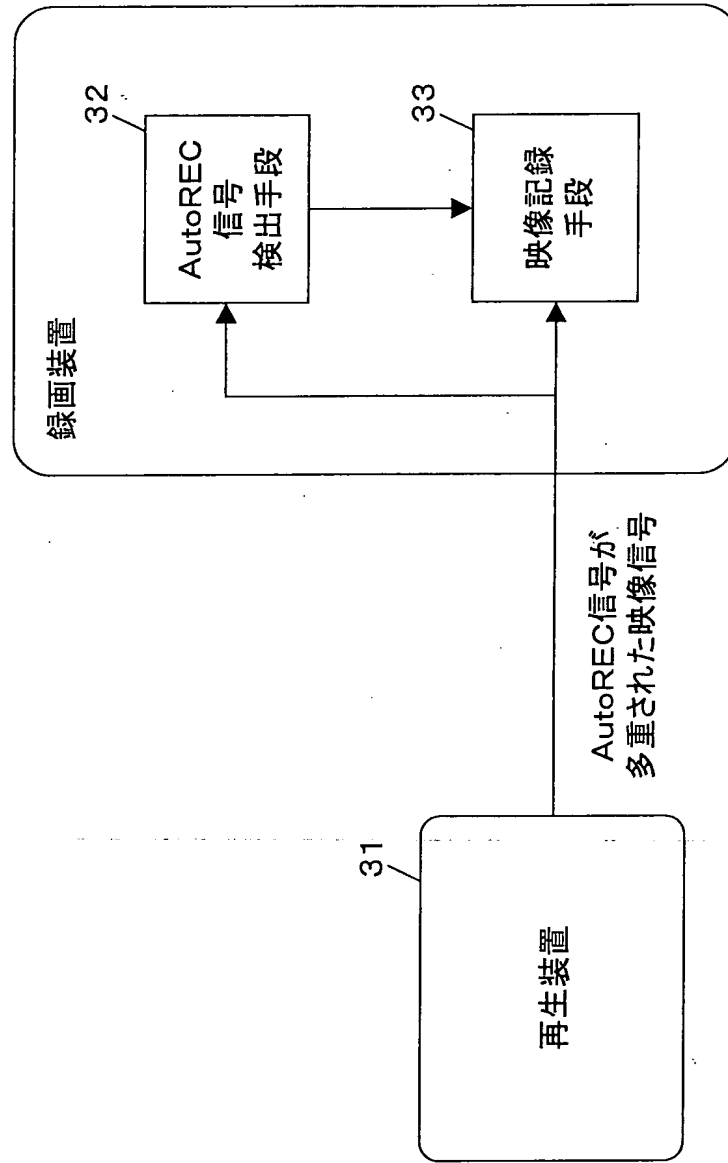 録画装置
32
AutoREC
信号
検出手段
33
映像記録
手段
AutoREC信号が
多重された映像信号
31
再生装置